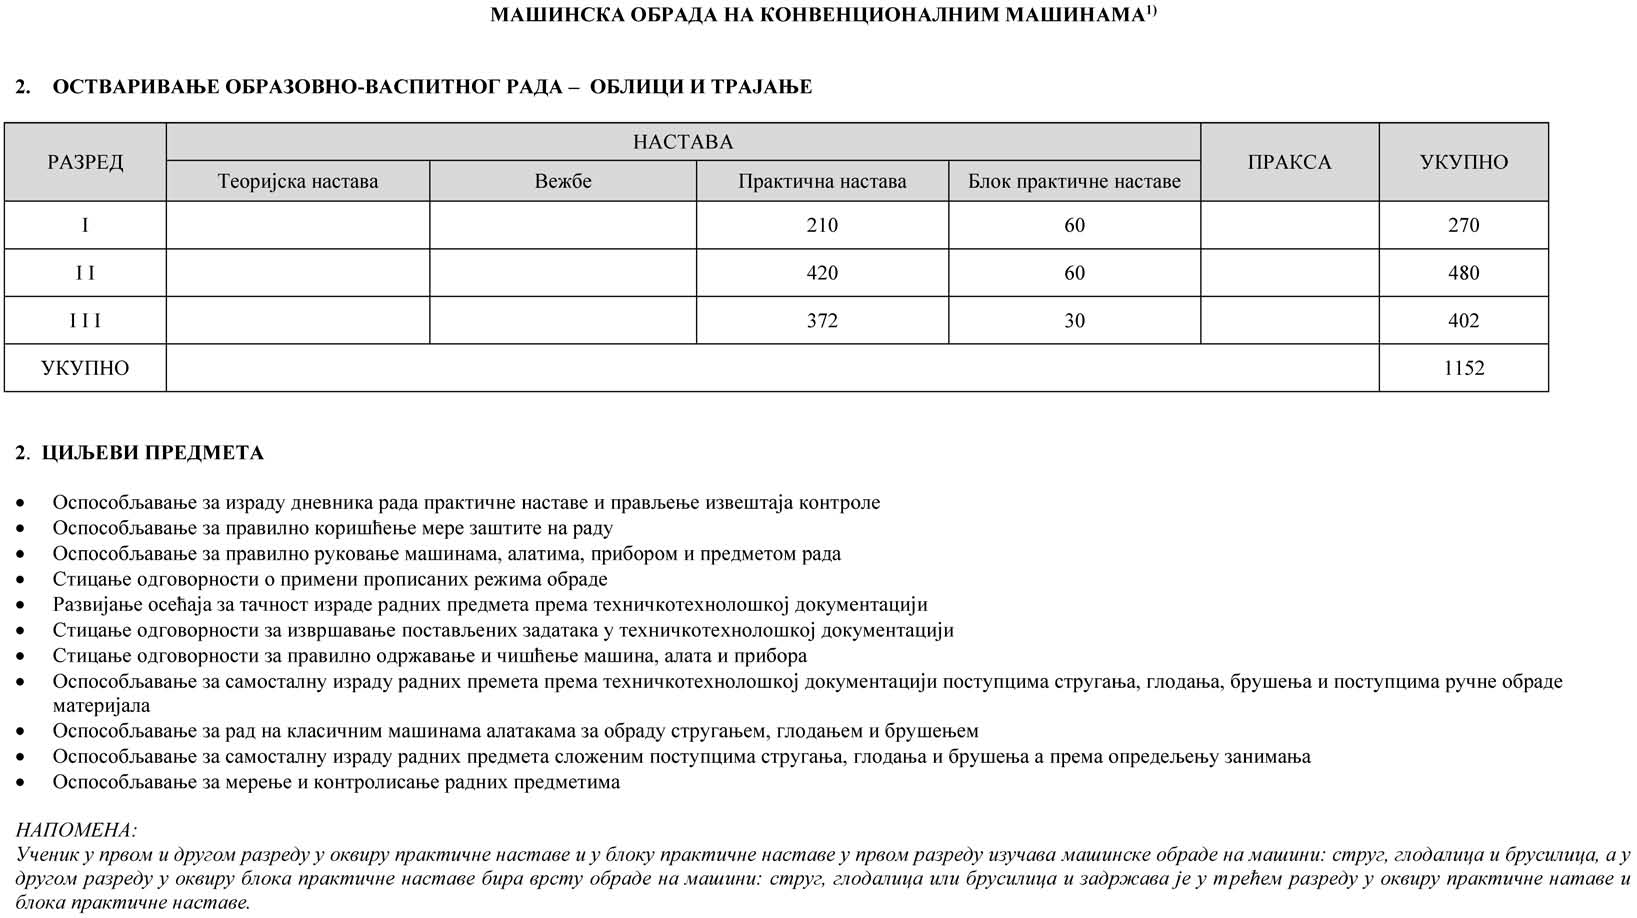 МАШИНСКА ОБРАДА НА КОНВЕНЦИОНАЛНИМ МАШИНАМА1)
2. ОСТВАРИВАЊЕ ОБРАЗОВНО-ВАСПИТНОГ РАДА – ОБЛИЦИ И ТРАЈАЊЕ
РАЗРЕД НАСТАВА ПРАКСА УКУПНО
Теоријска настава Вежбе Практична настава Блок практичне наставе
I 210 60 270
I I 420 60 480
I I I 372 30 402
УКУПНО 1152
2. ЦИЉЕВИ ПРЕДМЕТА
• Оспособљавање за израду дневника рада практичне наставе и прављење извештаја контроле
• Оспособљавање за правилно коришћење мере заштите на раду
• Оспособљавање за правилно руковање машинама, алатима, прибором и предметом рада
• Стицање одговорности о примени прописаних режима обраде
• Развијање осећаја за тачност израде радних предмета према техничкотехнолошкој документацији
• Стицање одговорности за извршавање постављених задатака у техничкотехнолошкој документацији
• Стицање одговорности за правилно одржавање и чишћење машина, алата и прибора
• Оспособљавање за самосталну израду радних премета према техничкотехнолошкој документацији поступцима стругања, глодања, брушења и поступцима ручне обраде
материјала
• Оспособљавање за рад на класичним машинама алатакама за обраду стругањем, глодањем и брушењем
• Оспособљавање за самосталну израду радних предмета сложеним поступцима стругања, глодања и брушења а према опредељењу занимања
• Оспособљавање за мерење и контролисање радних предметима
НАПОМЕНА:
Ученик у првом и другом разреду у оквиру практичне наставе и у блоку практичне наставе у првом разреду изучава машинске обраде на машини: струг, глодалица и брусилица, а у
другом разреду у оквиру блока практичне наставе бира врсту обраде на машини: струг, глодалица или брусилица и задржава је у трећем разреду у оквиру практичне натаве и
блока практичне наставе.